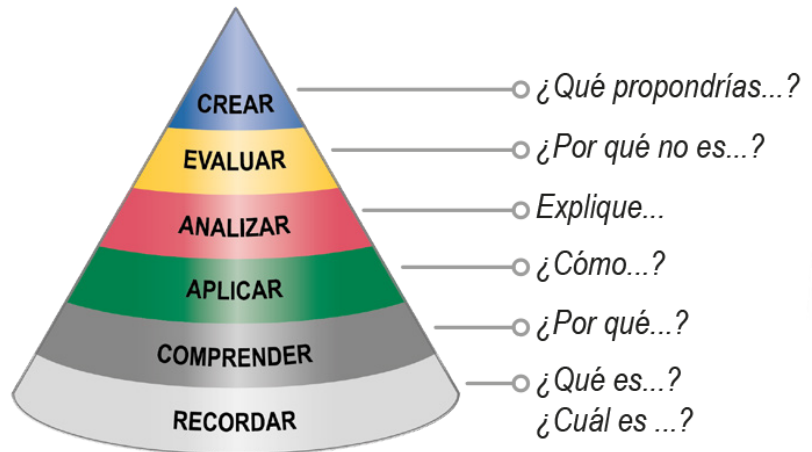 CREAR
¿Qué propondrías...?
EVALUAR
¿Por qué no es...?
ANALIZAR
Explique...
APLICAR
¿Cómo...?
COMPRENDER
¿Por qué...?
RECORDAR
¿Qué es...?
¿Cuál es ...?